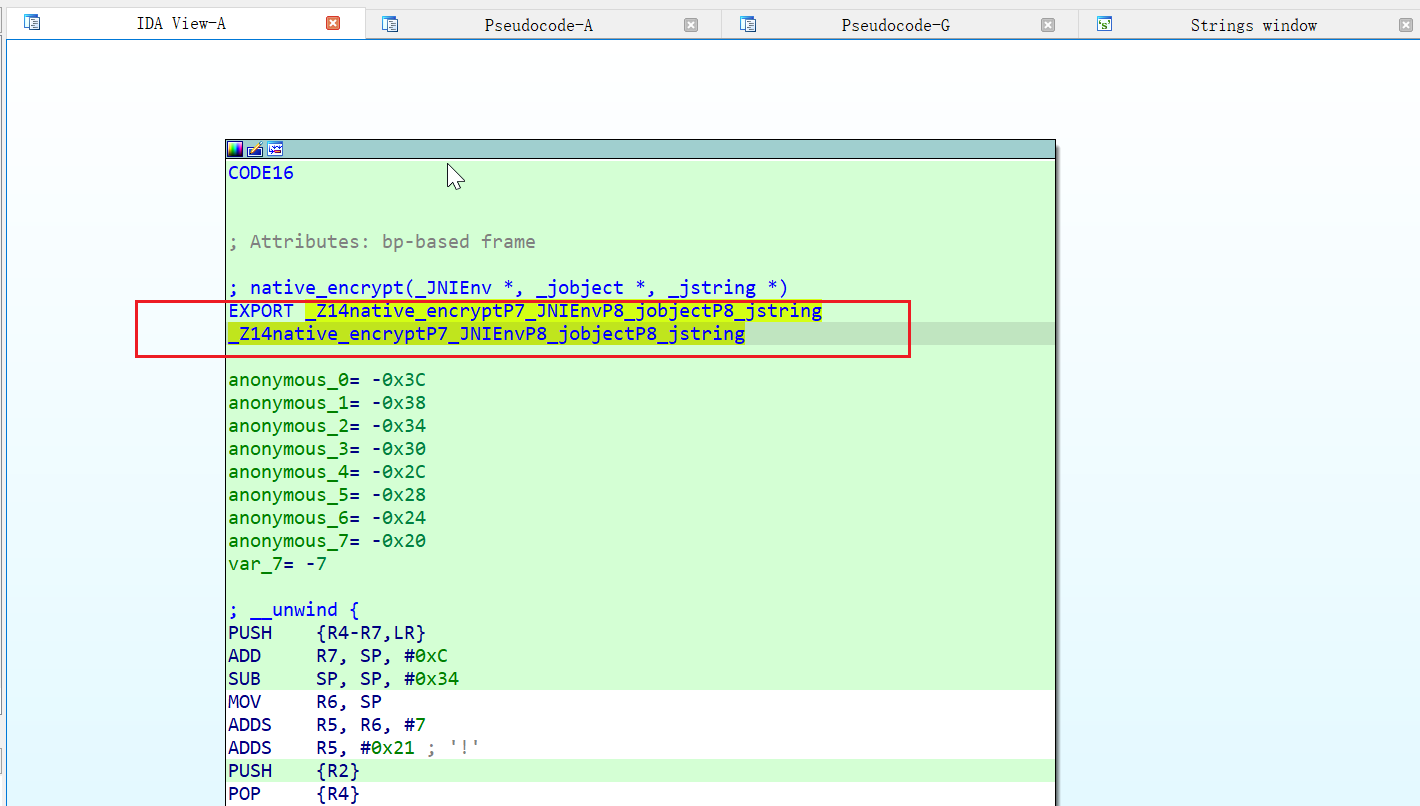 IDA View-A Pseudocode-A Pseudocode-G Strings window
CODE16
; Attributes: bp-based frame
; native_encrypt(_JNIEnv *, _jobject *, _jstring *)
EXPORT _Z14native_encryptP7_JNIEnvP8_jobjectP8_jstring
_Z14native_encryptP7_JNIEnvP8_jobjectP8_jstring
anonymous_0= -0x3C
anonymous_1= -0x38
anonymous_2= -0x34
anonymous_3= -0x30
anonymous_4= -0x2C
anonymous_5= -0x28
anonymous_6= -0x24
anonymous_7= -0x20
var_7= -7
; __unwind {
PUSH {R4-R7,LR}
ADD R7, SP, #0xC
SUB SP, SP, #0x34
MOV R6, SP
ADDS R5, R6, #7
ADDS R5, #0x21 ; '!'
PUSH {R2}
POP {R4}